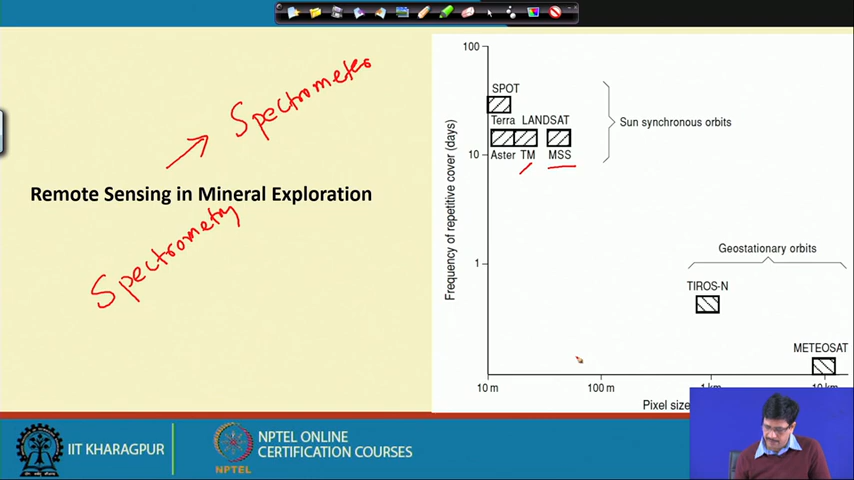 Spectrometer
Remote Sensing in Mineral Exploration
Spectrometry
100
10
1
Frequency of repetitive cover (days)
SPOT
Terra LANDSAT
Aster TM MSS
Sun synchronous orbits
Geostationary orbits
TIROS-N
METEOSAT
10 m 100 m 1 km 10 km
Pixel size
IIT KHARAGPUR
NPTEL
NPTEL ONLINE
CERTIFICATION COURSES